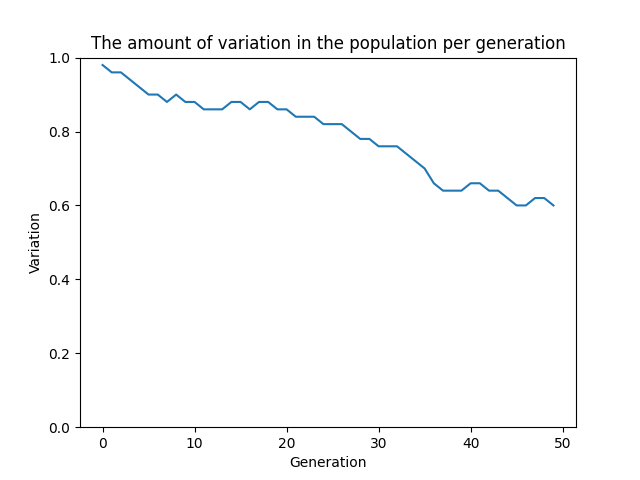 The amount of variation in the population per generation
1.0
0.8
0.6
0.4
0.2
0.0
Variation
0 10 20 30 40 50
Generation